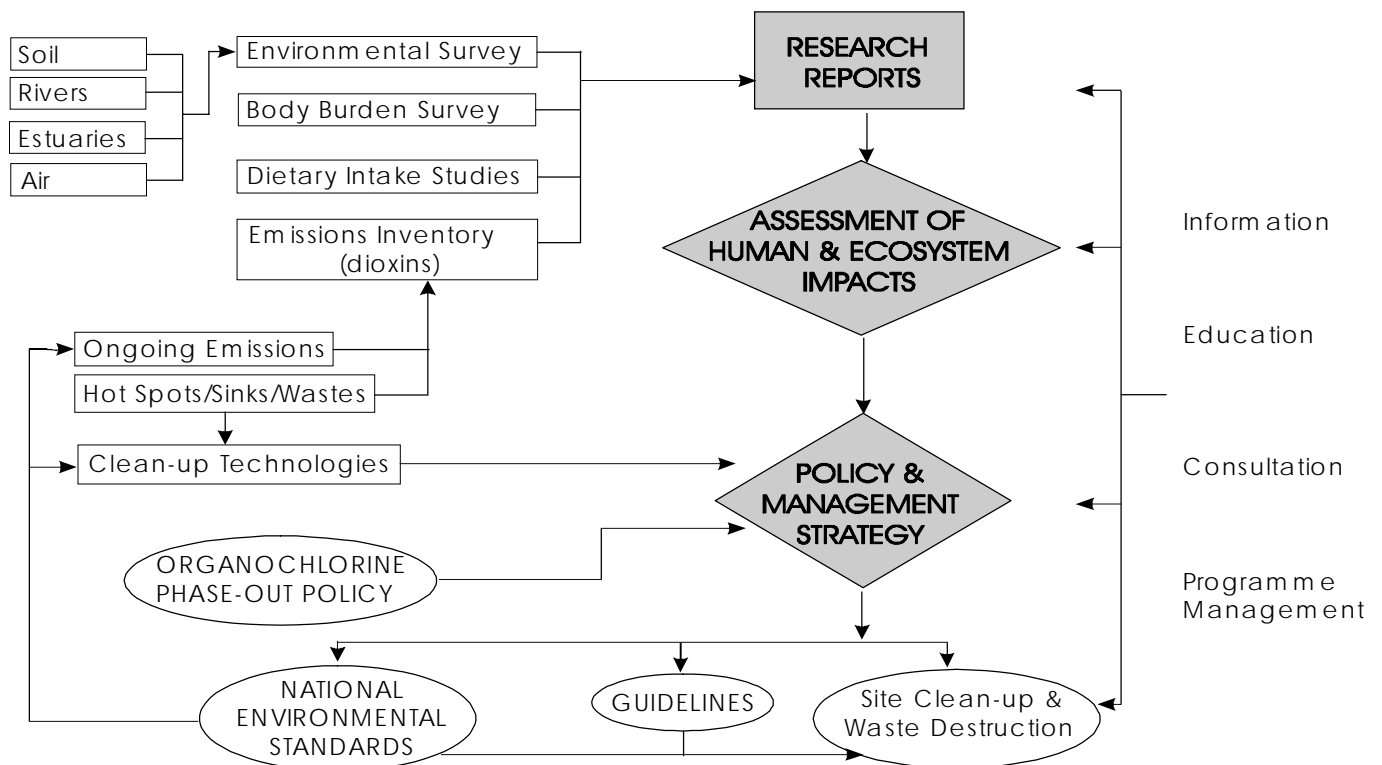 Soil
Rivers
Estuaries
Air
Environmental Survey
Body Burden Survey
Dietary Intake Studies
Emissions Inventory
(dioxins)
RESEARCH
REPORTS
ASSESSMENT OF
HUMAN & ECOSYSTEM
IMPACTS
Information
Education
Ongoing Emissions
Hot Spots/Sinks/Wastes
Clean-up Technologies
POLICY &
MANAGEMENT
STRATEGY
Consultation
ORGANOCHLORINE
PHASE-OUT POLICY
Programme
Management
NATIONAL
ENVIRONMENTAL
STANDARDS
GUIDELINES
Site Clean-up &
Waste Destruction